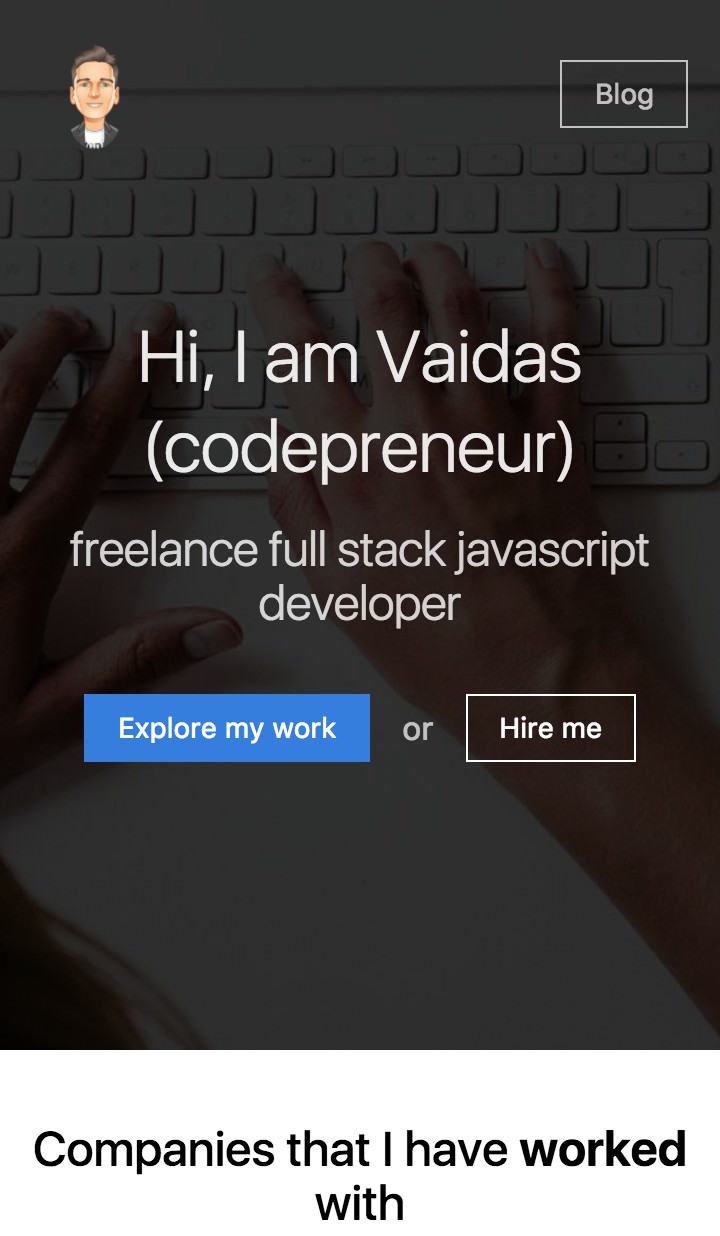 Blog
Hi, I am Vaidas
(codepreneur)
freelance full stack javascript
developer
Explore my work or Hire me
Companies that I have worked
with